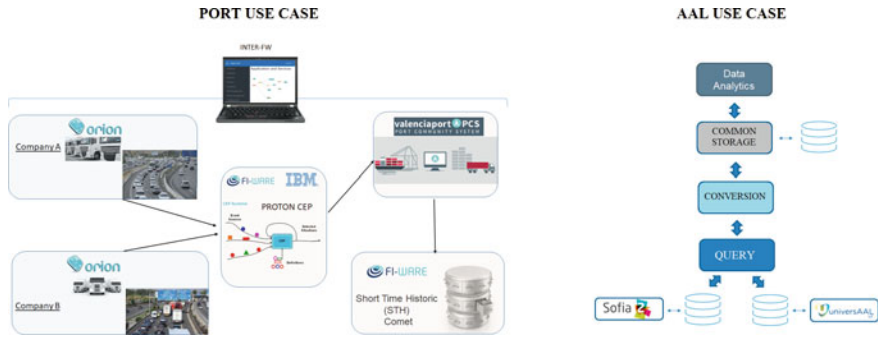 PORT USE CASE
INTER-FW
orion
Company A
orion
Company B
FI-WARE IBM
PROTON CEP
valenciaport PCS
PORT COMMUNITY SYSTEM
FI-WARE
Short Time Historic
(STH)
Comet
AAL USE CASE
Data
Analytics
COMMON
STORAGE
CONVERSION
QUERY
Sofia
universAAL